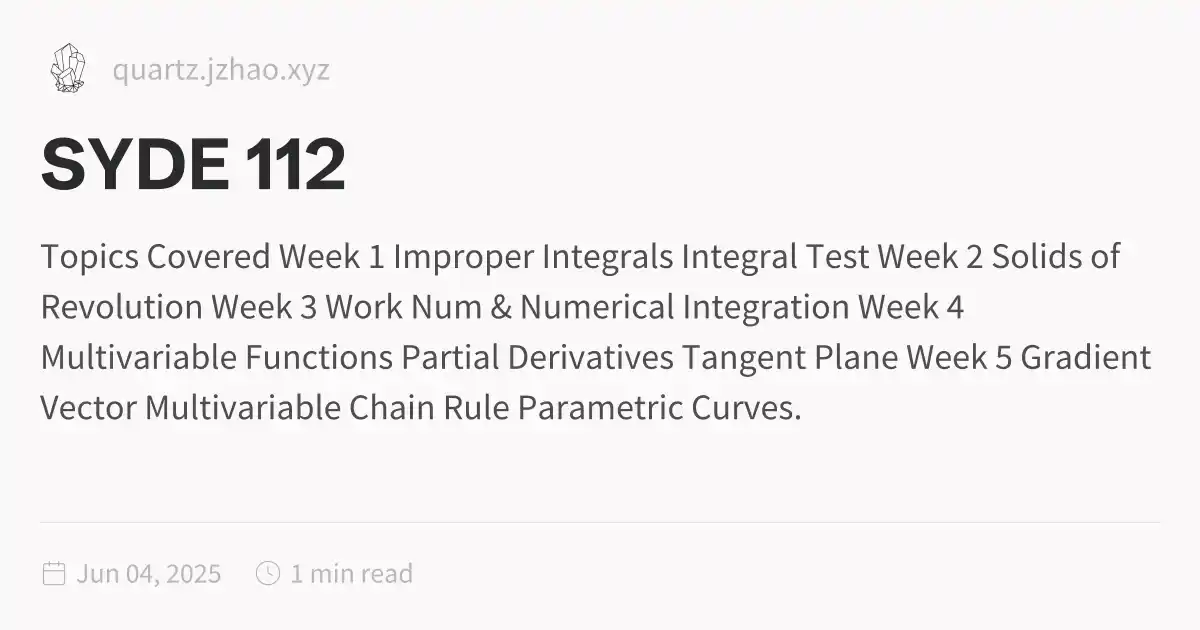 quartz.jzhao.xyz
SYDE 112
Topics Covered Week 1 Improper Integrals Integral Test Week 2 Solids of
Revolution Week 3 Work Num & Numerical Integration Week 4
Multivariable Functions Partial Derivatives Tangent Plane Week 5 Gradient
Vector Multivariable Chain Rule Parametric Curves.
Jun 04, 2025 1 min read